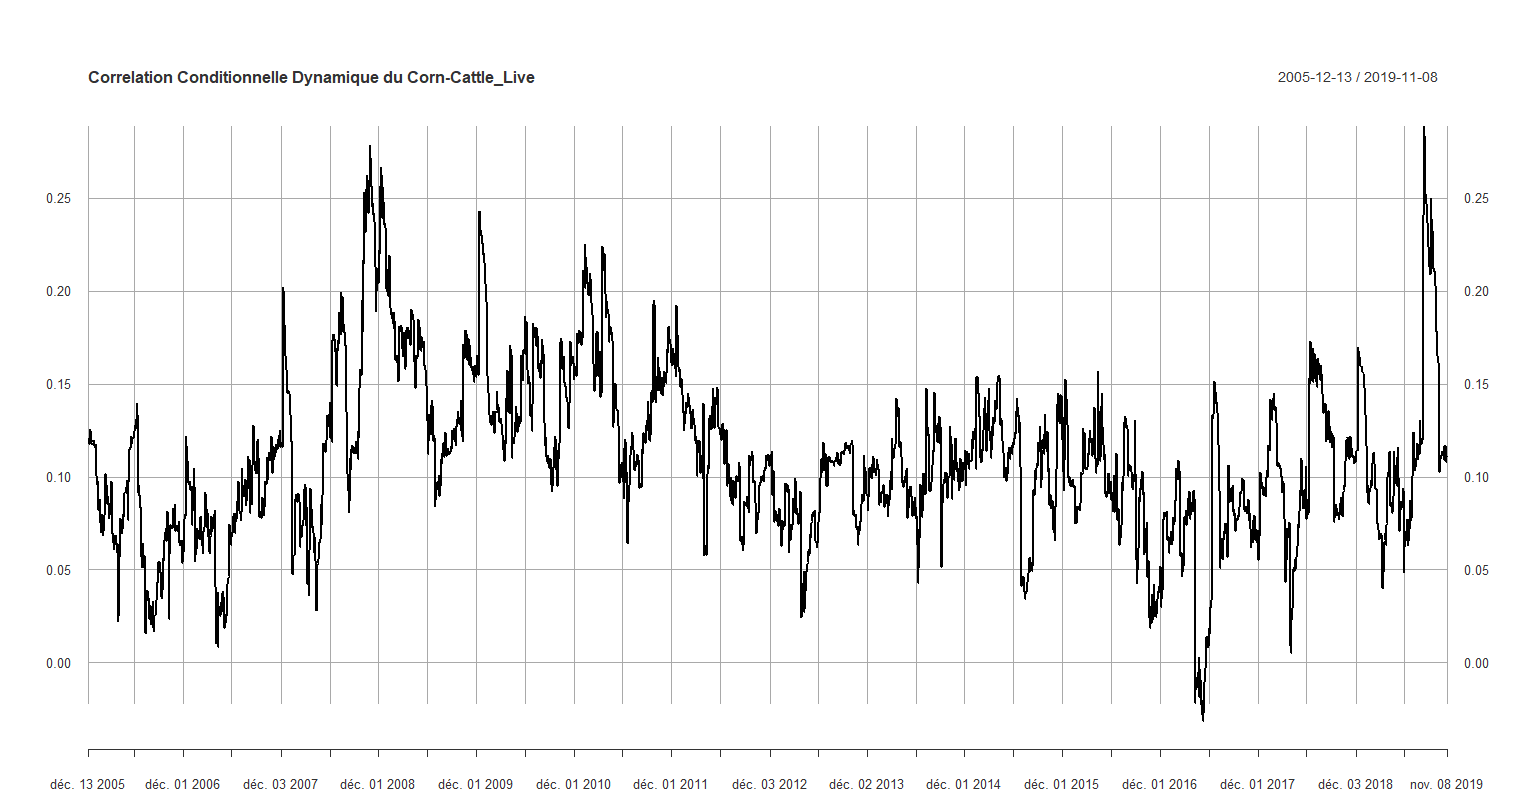 Correlation Conditionnelle Dynamique du Corn-Cattle_Live
2005-12-13 / 2019-11-08
0.25 0.25
0.20 0.20
0.15 0.15
0.10 0.10
0.05 0.05
0.00 0.00
déc. 13 2005 déc. 01 2006 déc. 03 2007 déc. 01 2008 déc. 01 2009 déc. 01 2010 déc. 01 2011 déc. 03 2012 déc. 02 2013 déc. 01 2014 déc. 01 2015 déc. 01 2016 déc. 01 2017 déc. 03 2018 nov. 08 2019